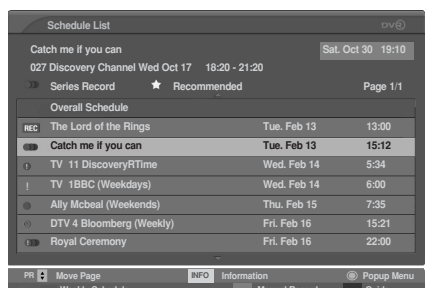 Schedule List DVB
Catch me if you can Sat. Oct 30 19:10
027 Discovery Channel Wed Oct 17 18:20 - 21:20
Series Record ★ Recommended Page 1/1
Overall Schedule
REC The Lord of the Rings Tue. Feb 13 13:00
Catch me if you can Tue. Feb 13 15:12
TV 11 DiscoveryRTime Wed. Feb 14 5:34
! TV 1BBC (Weekdays) Wed. Feb 14 6:00
Ally Mcbeal (Weekends) Thu. Feb 15 7:35
DTV 4 Bloomberg (Weekly) Fri. Feb 16 15:21
Royal Ceremony Fri. Feb 16 22:00
PR Move Page INFO Information Popup Menu